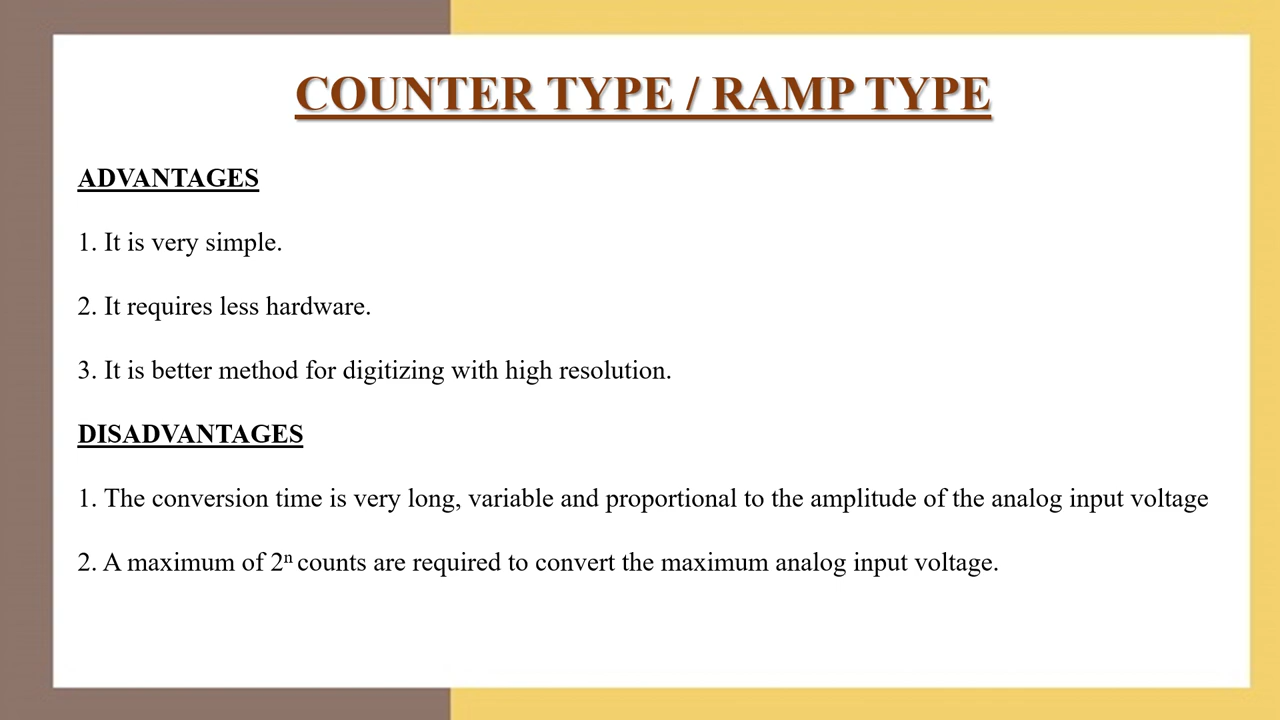 COUNTER TYPE / RAMP TYPE
ADVANTAGES
1. It is very simple.
2. It requires less hardware.
3. It is better method for digitizing with high resolution.
DISADVANTAGES
1. The conversion time is very long, variable and proportional to the amplitude of the analog input voltage
2. A maximum of 2ⁿ counts are required to convert the maximum analog input voltage.